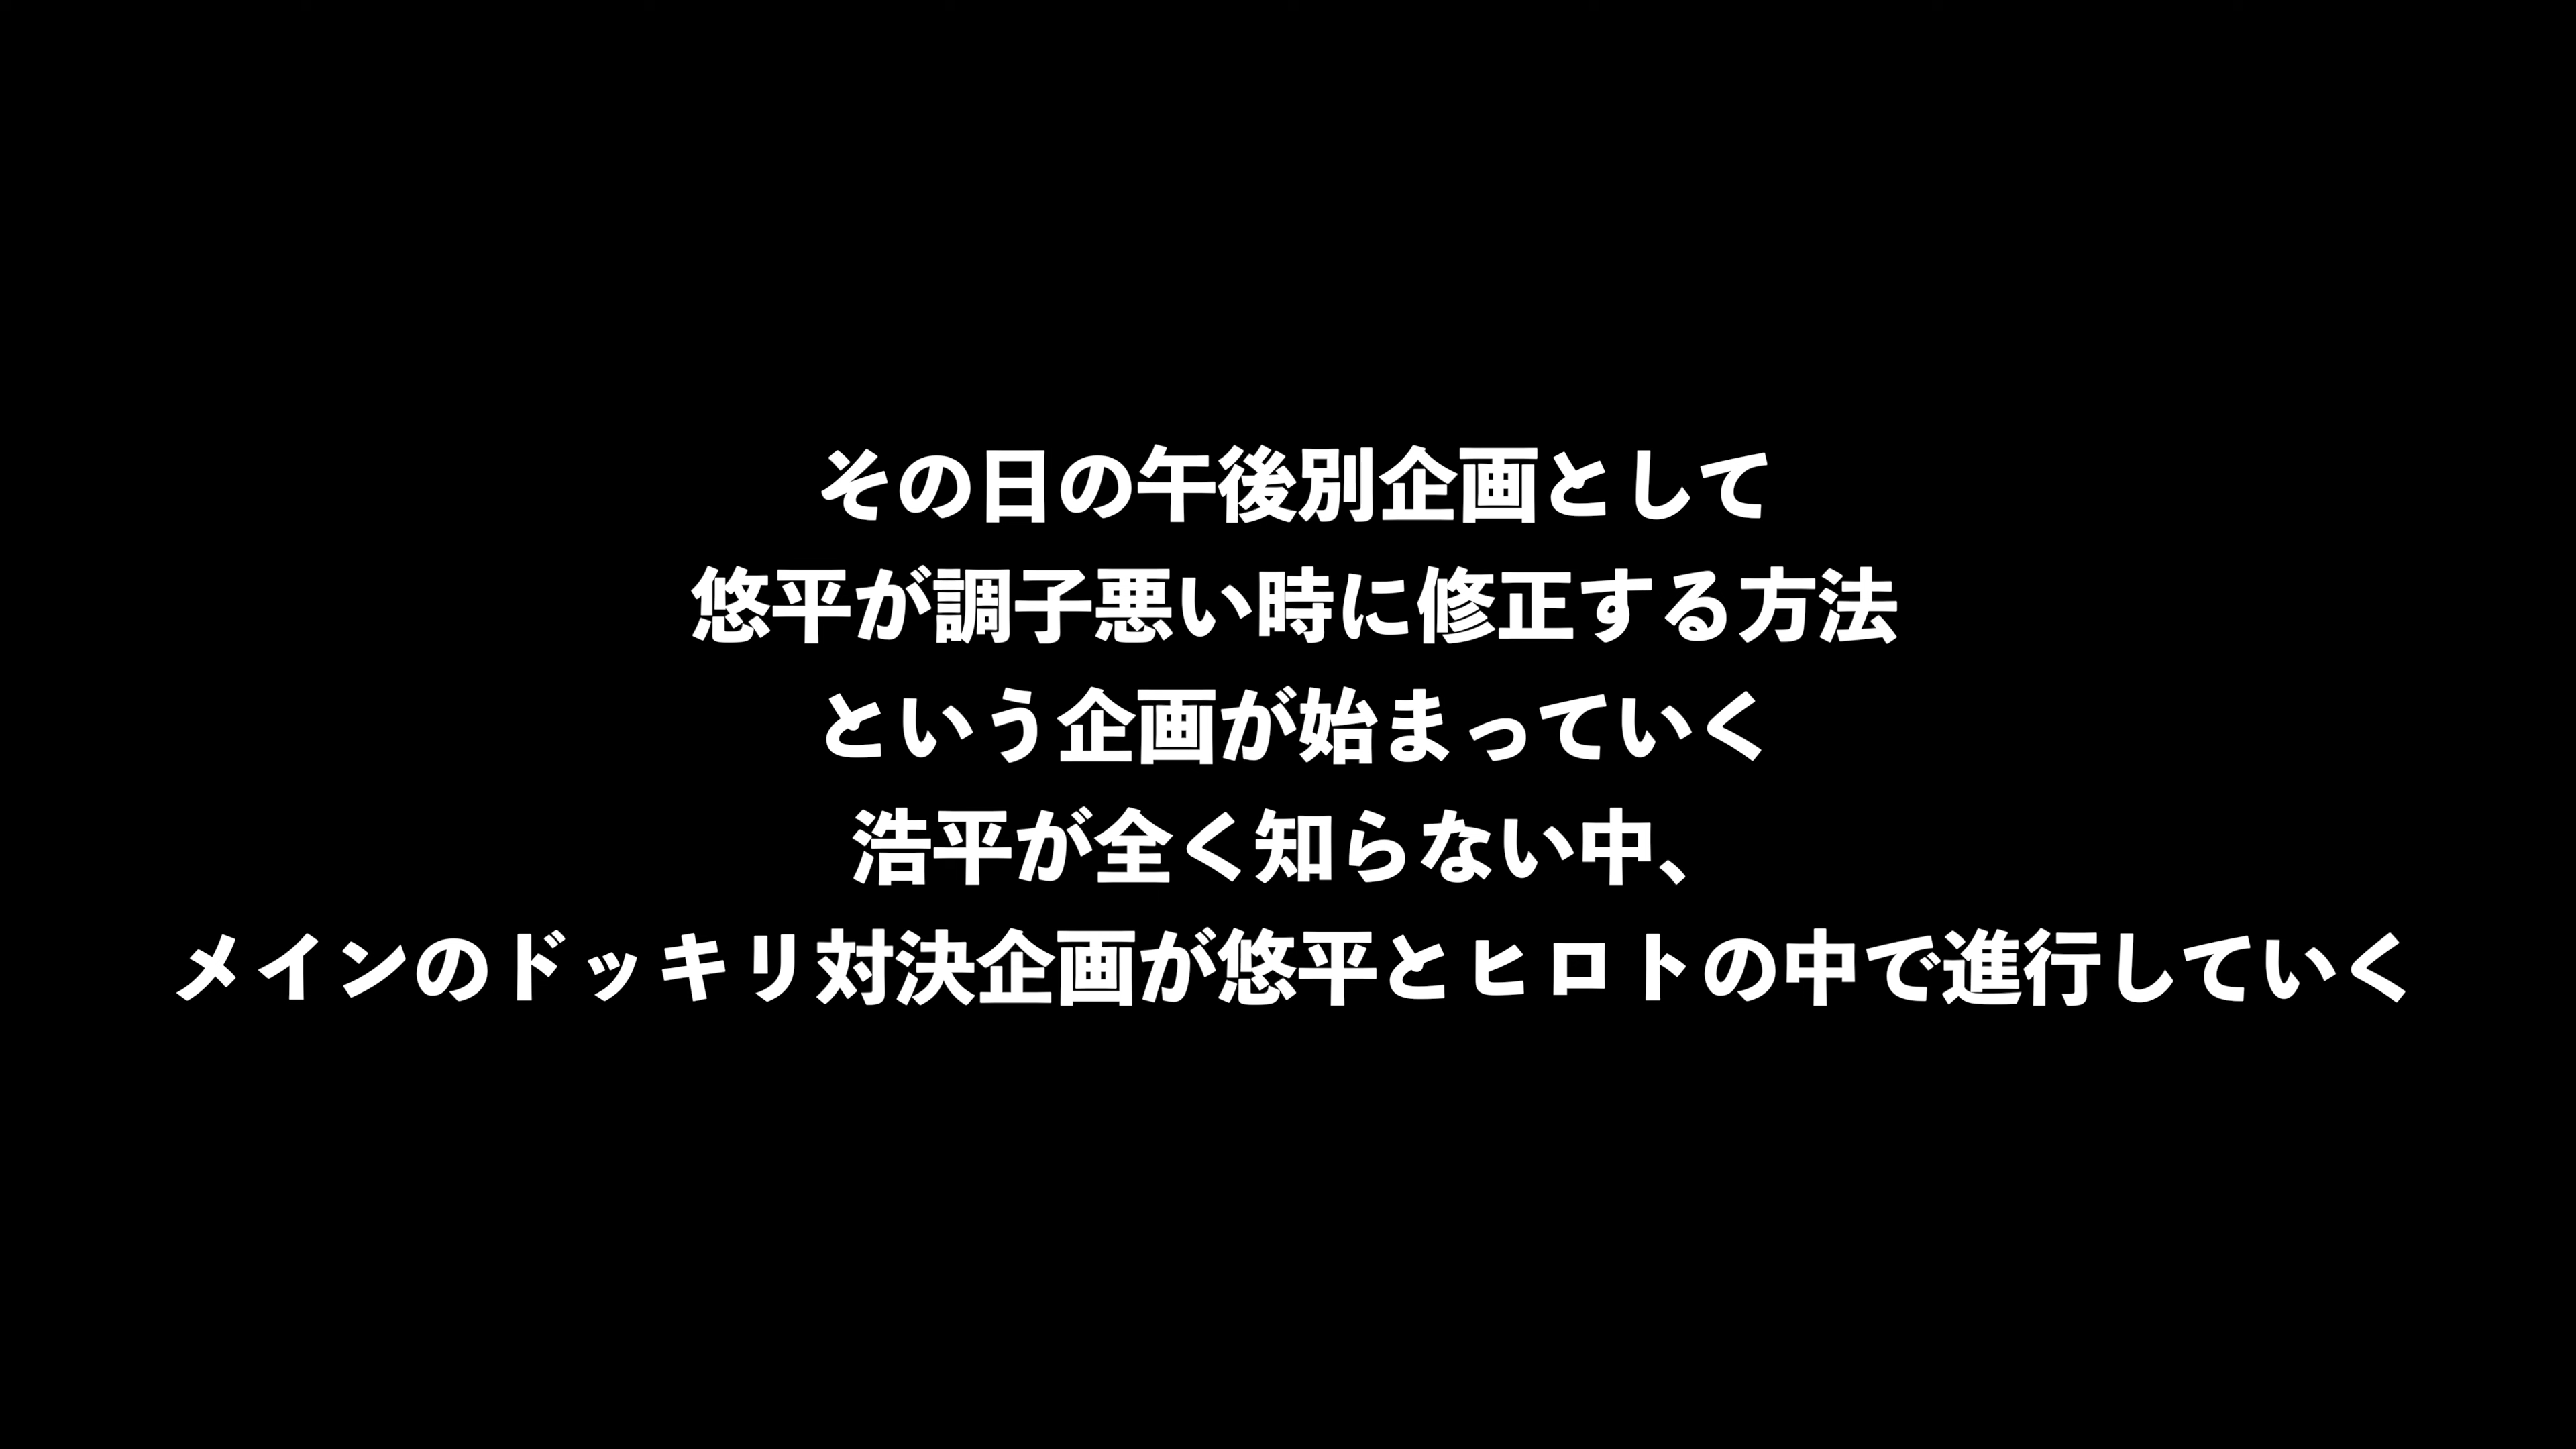 その日の午後別企画として
悠平が調子悪い時に修正する方法
という企画が始まっていく
浩平が全く知らない中、
メインのドッキリ対決企画が悠平とヒロトの中で進行していく